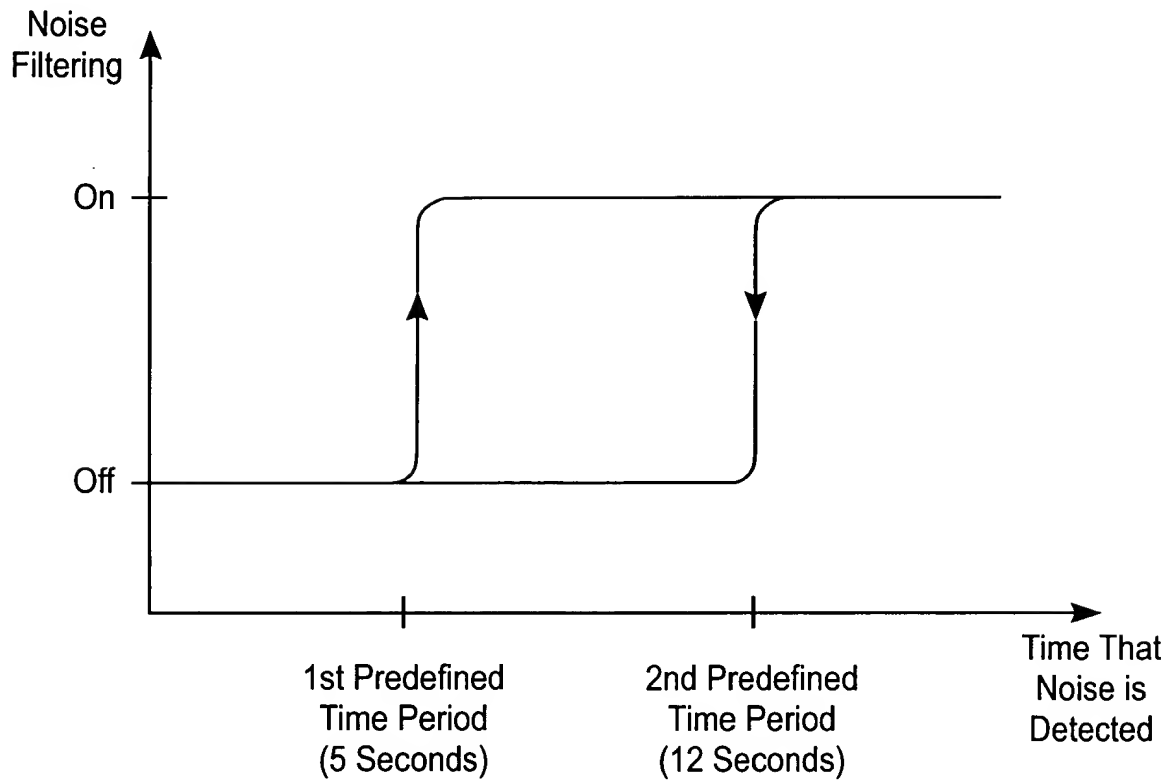 Noise
Filtering
On
Off
1st Predefined
Time Period
(5 Seconds)
2nd Predefined
Time Period
(12 Seconds)
Time That
Noise is
Detected